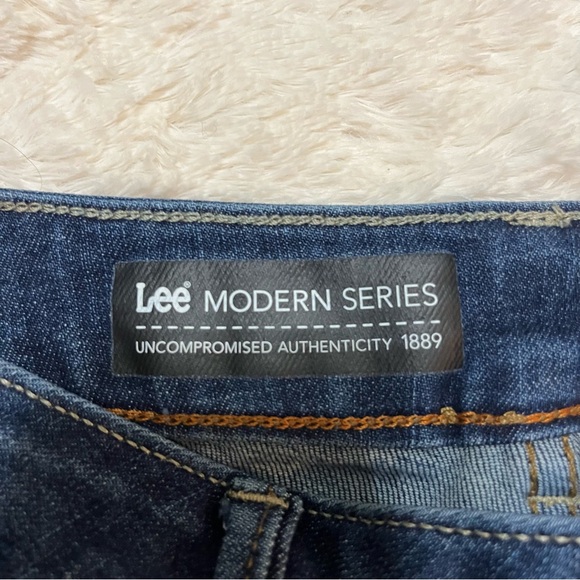 Lee® MODERN SERIES
UNCOMPROMISED AUTHENTICITY 1889